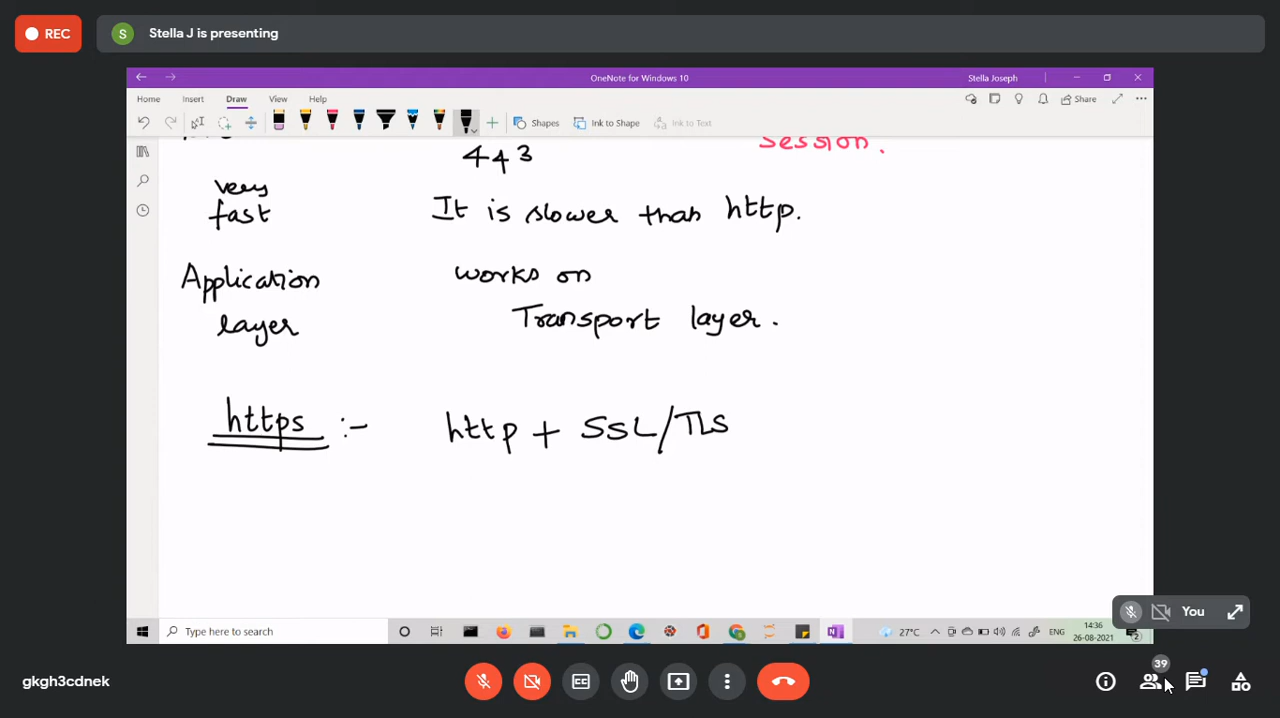 REC
S
Stella J is presenting
OneNote for Windows 10
Stella Joseph
Home Insert Draw View Help
Share
Shapes
Ink to Shape
Ink to Text
Session.
443
very
fast
It is slower than http.
Application
layer
works on
Transport layer.
https :- http + SSL/TLS
You
Type here to search
27°C
ENG
14:36
26-08-2021
2
39
gkgh3cdnek
CC